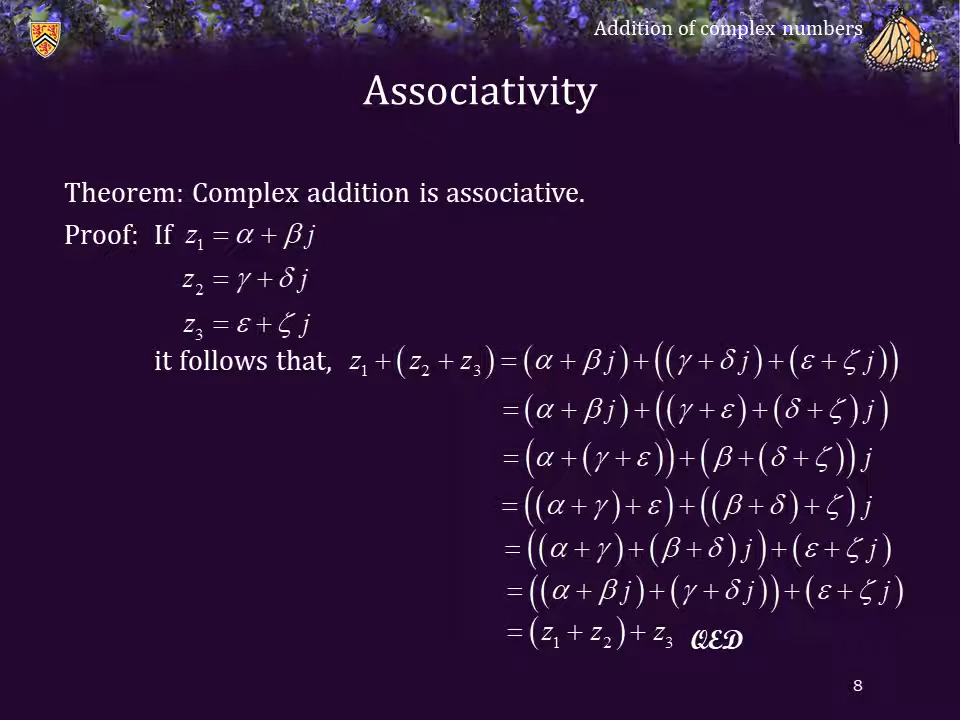 Addition of complex numbers
Associativity
Theorem: Complex addition is associative.
Proof: If z₁ = α + β j
z₂ = γ + δ j
z₃ = ε + ζ j
it follows that, z₁ + (z₂ + z₃) = (α + β j) + ((γ + δ j) + (ε + ζ j))
= (α + β j) + ((γ + ε) + (δ + ζ) j)
= (α + (γ + ε)) + (β + (δ + ζ)) j
= ((α + γ) + ε) + ((β + δ) + ζ) j
= ((α + γ) + (β + δ) j) + (ε + ζ j)
= ((α + β j) + (γ + δ j)) + (ε + ζ j)
= (z₁ + z₂) + z₃ QED
8